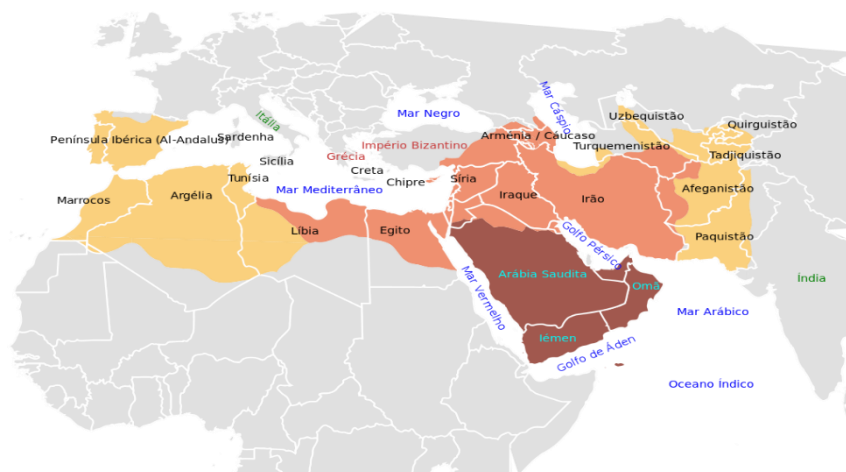 Mar Cáspio
Mar Negro
Itália
Uzbequistão
Quirguistão
Península Ibérica (Al-Andalus)
Sardenha
Império Bizantino
Arménia / Cáucaso
Turquemenistão
Tadjiquistão
Grécia
Sicília
Creta
Tunísia
Chipre
Síria
Mar Mediterrâneo
Marrocos
Argélia
Iraque
Irão
Afeganistão
Líbia
Egito
Golfo Pérsico
Paquistão
Arábia Saudita
Índia
Mar Vermelho
Omã
Mar Arábico
Iémen
Golfo de Áden
Oceano Índico